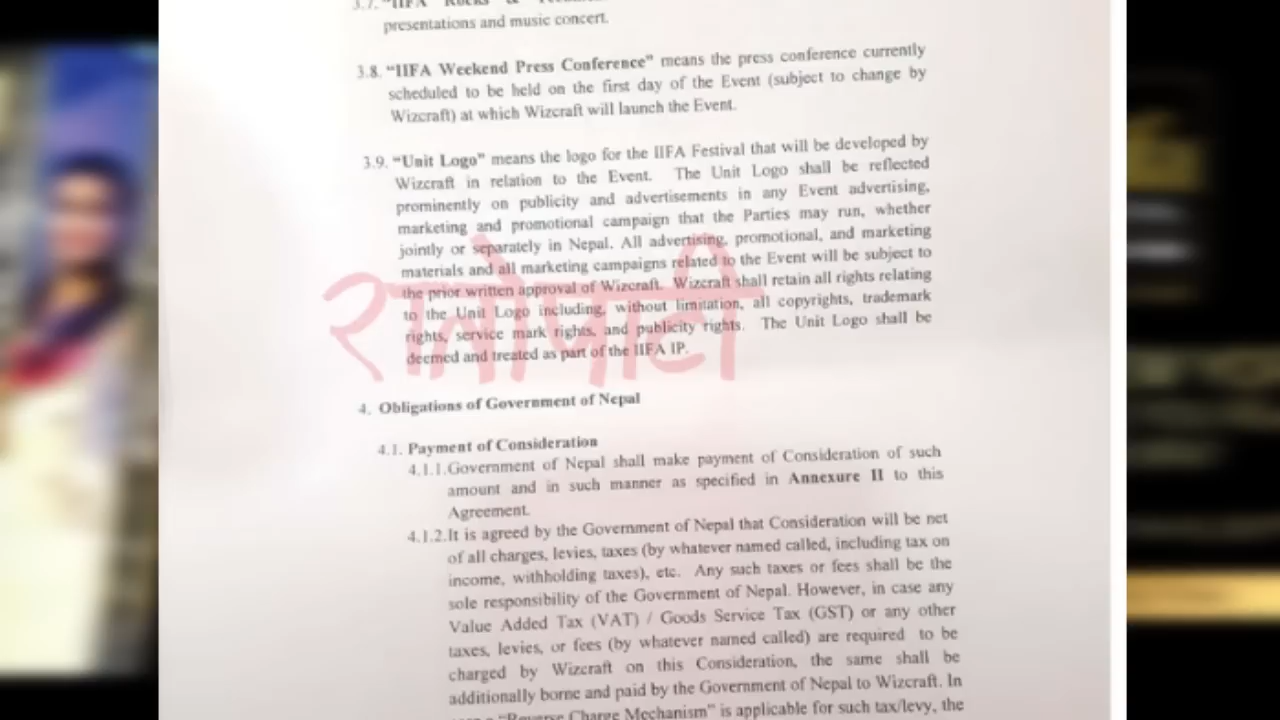 3.7. "IIFA Rocks &
presentations and music concert.
3.8. "IIFA Weekend Press Conference" means the press conference currently
scheduled to be held on the first day of the Event (subject to change by
Wizcraft) at which Wizcraft will launch the Event.
3.9. "Unit Logo" means the logo for the IIFA Festival that will be developed by
Wizcraft in relation to the Event. The Unit Logo shall be reflected
prominently on publicity and advertisements in any Event advertising,
marketing and promotional campaign that the Parties may run, whether
jointly or separately in Nepal. All advertising, promotional, and marketing
materials and all marketing campaigns related to the Event will be subject to
the prior written approval of Wizcraft. Wizcraft shall retain all rights relating
to the Unit Logo including, without limitation, all copyrights, trademark
rights, service mark rights, and publicity rights. The Unit Logo shall be
deemed and treated as part of the IIFA IP.
रातोपाटी
4. Obligations of Government of Nepal
4.1. Payment of Consideration
4.1.1.Government of Nepal shall make payment of Consideration of such
amount and in such manner as specified in Annexure II to this
Agreement.
4.1.2.It is agreed by the Government of Nepal that Consideration will be net
of all charges, levies, taxes (by whatever named called, including tax on
income, withholding taxes), etc. Any such taxes or fees shall be the
sole responsibility of the Government of Nepal. However, in case any
Value Added Tax (VAT) / Goods Service Tax (GST) or any other
taxes, levies, or fees (by whatever named called) are required to be
charged by Wizcraft on this Consideration, the same shall be
additionally borne and paid by the Government of Nepal to Wizcraft. In
"Reverse Charge Mechanism" is applicable for such tax/levy, the